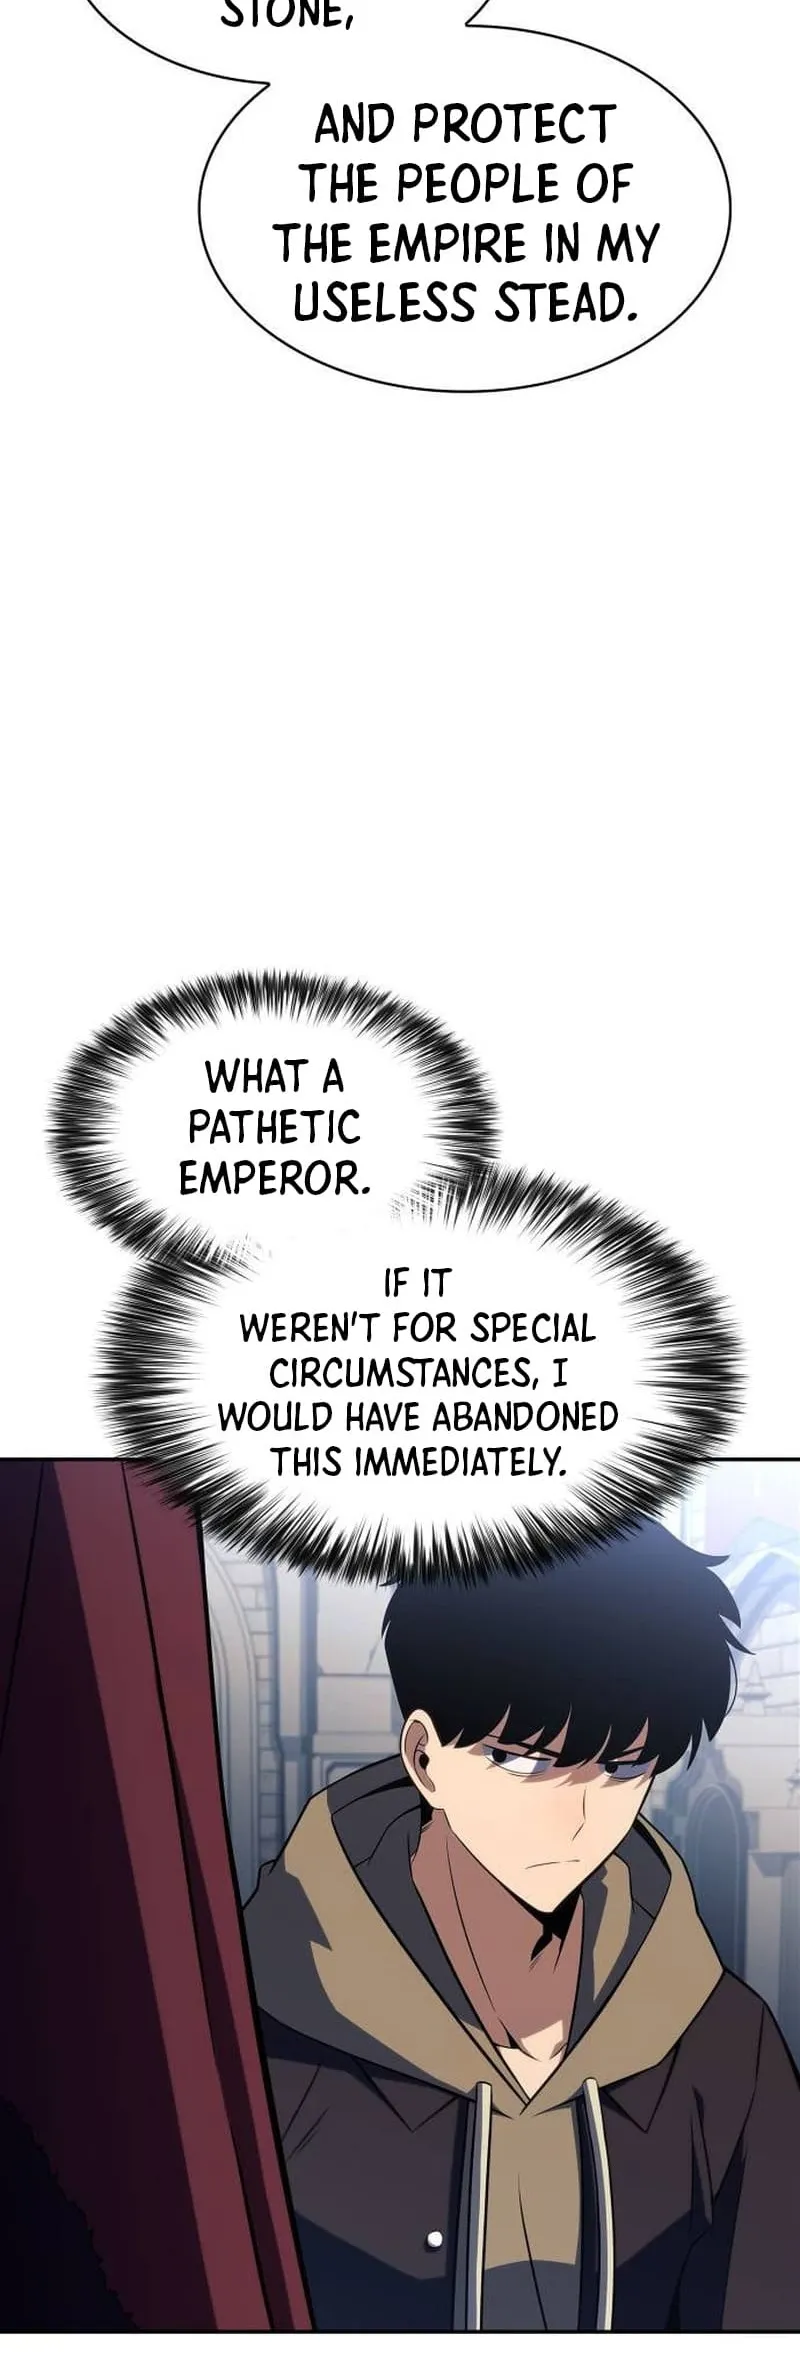 STONE,
AND PROTECT
THE PEOPLE OF
THE EMPIRE IN MY
USELESS STEAD.
WHAT A
PATHETIC
EMPEROR.
IF IT
WEREN'T FOR SPECIAL
CIRCUMSTANCES, I
WOULD HAVE ABANDONED
THIS IMMEDIATELY.